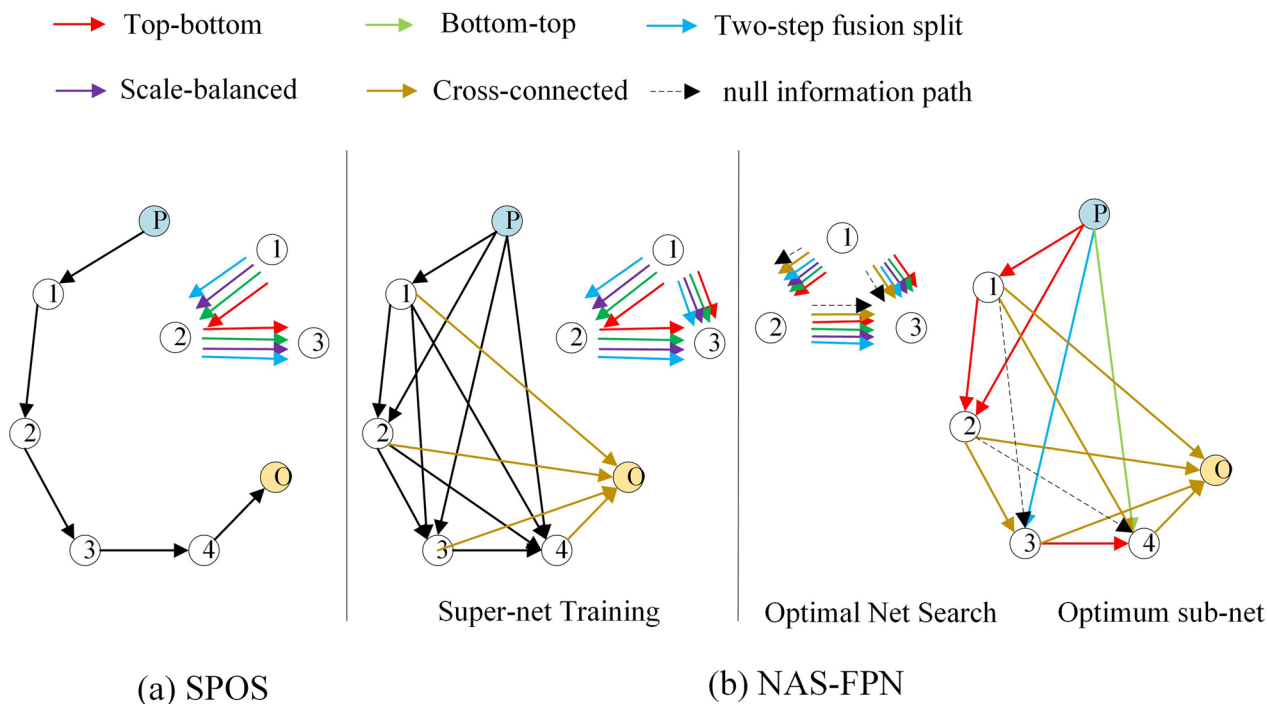 Top-bottom Bottom-top Two-step fusion split
Scale-balanced Cross-connected null information path
P
1
2
3
4
O
1
2
3
P
1
2
3
4
O
1
2
3
1
2
3
P
1
2
3
4
O
Super-net Training Optimal Net Search Optimum sub-net
(a) SPOS (b) NAS-FPN